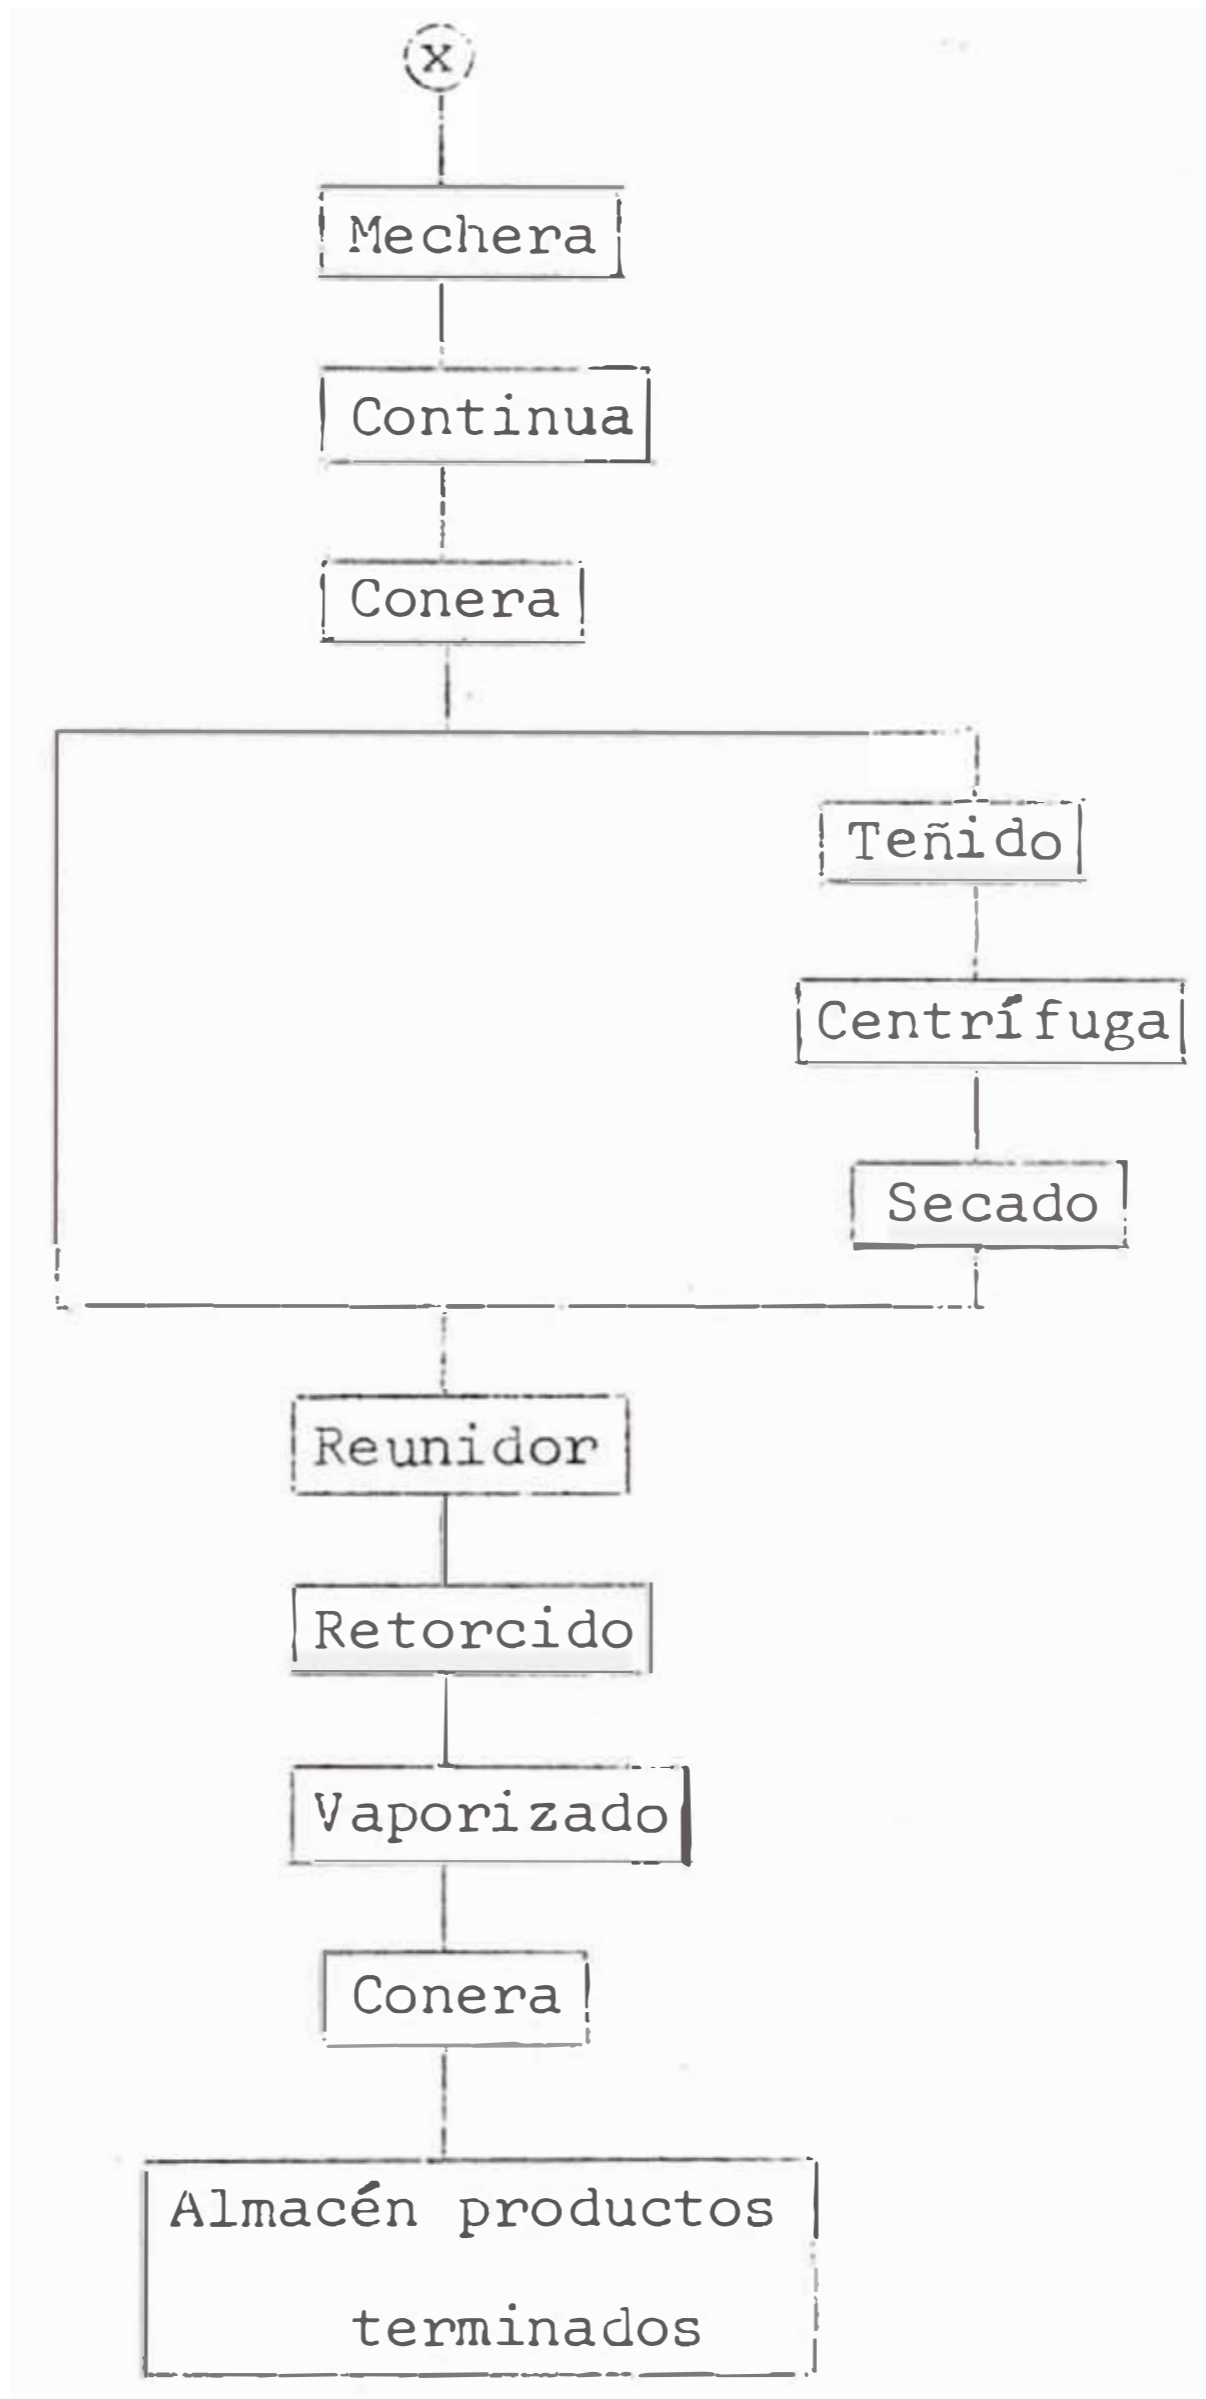 x
Mechera
Continua
Conera
Teñido
Centrífuga
Secado
Reunidor
Retorcido
Vaporizado
Conera
Almacén productos
terminados